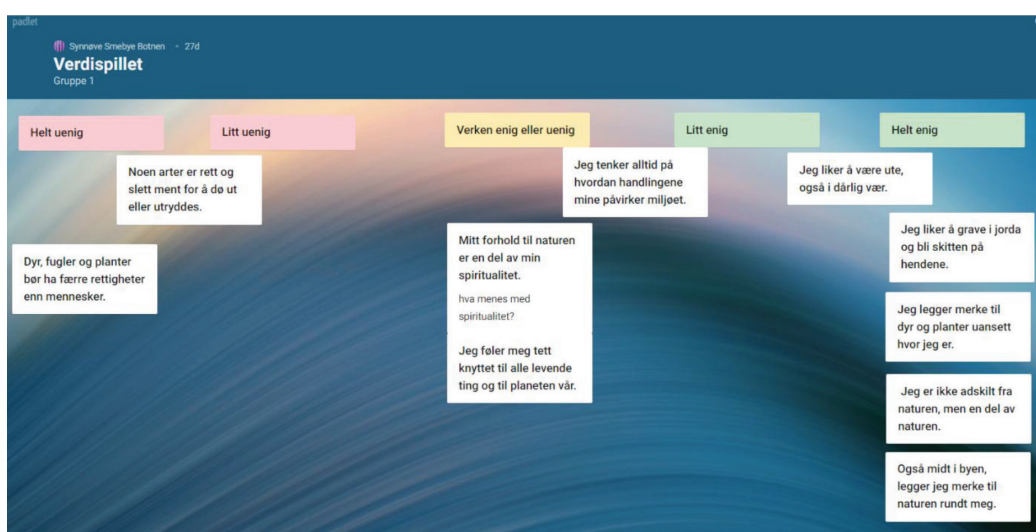 padlet
Synnøve Smebye Botnen • 27d
Verdispillet
Gruppe 1
Helt uenig
Litt uenig
Verken enig eller uenig
Litt enig
Helt enig
Noen arter er rett og
slett ment for å dø ut
eller utryddes.
Jeg tenker alltid på
hvordan handlingene
mine påvirker miljøet.
Jeg liker å være ute,
også i dårlig vær.
Dyr, fugler og planter
bør ha færre rettigheter
enn mennesker.
Mitt forhold til naturen
er en del av min
spiritualitet.
hva menes med
spiritualitet?
Jeg føler meg tett
knyttet til alle levende
ting og til planeten vår.
Jeg liker å grave i jorda
og bli skitten på
hendene.
Jeg legger merke til
dyr og planter uansett
hvor jeg er.
Jeg er ikke adskilt fra
naturen, men en del av
naturen.
Også midt i byen,
legger jeg merke til
naturen rundt meg.